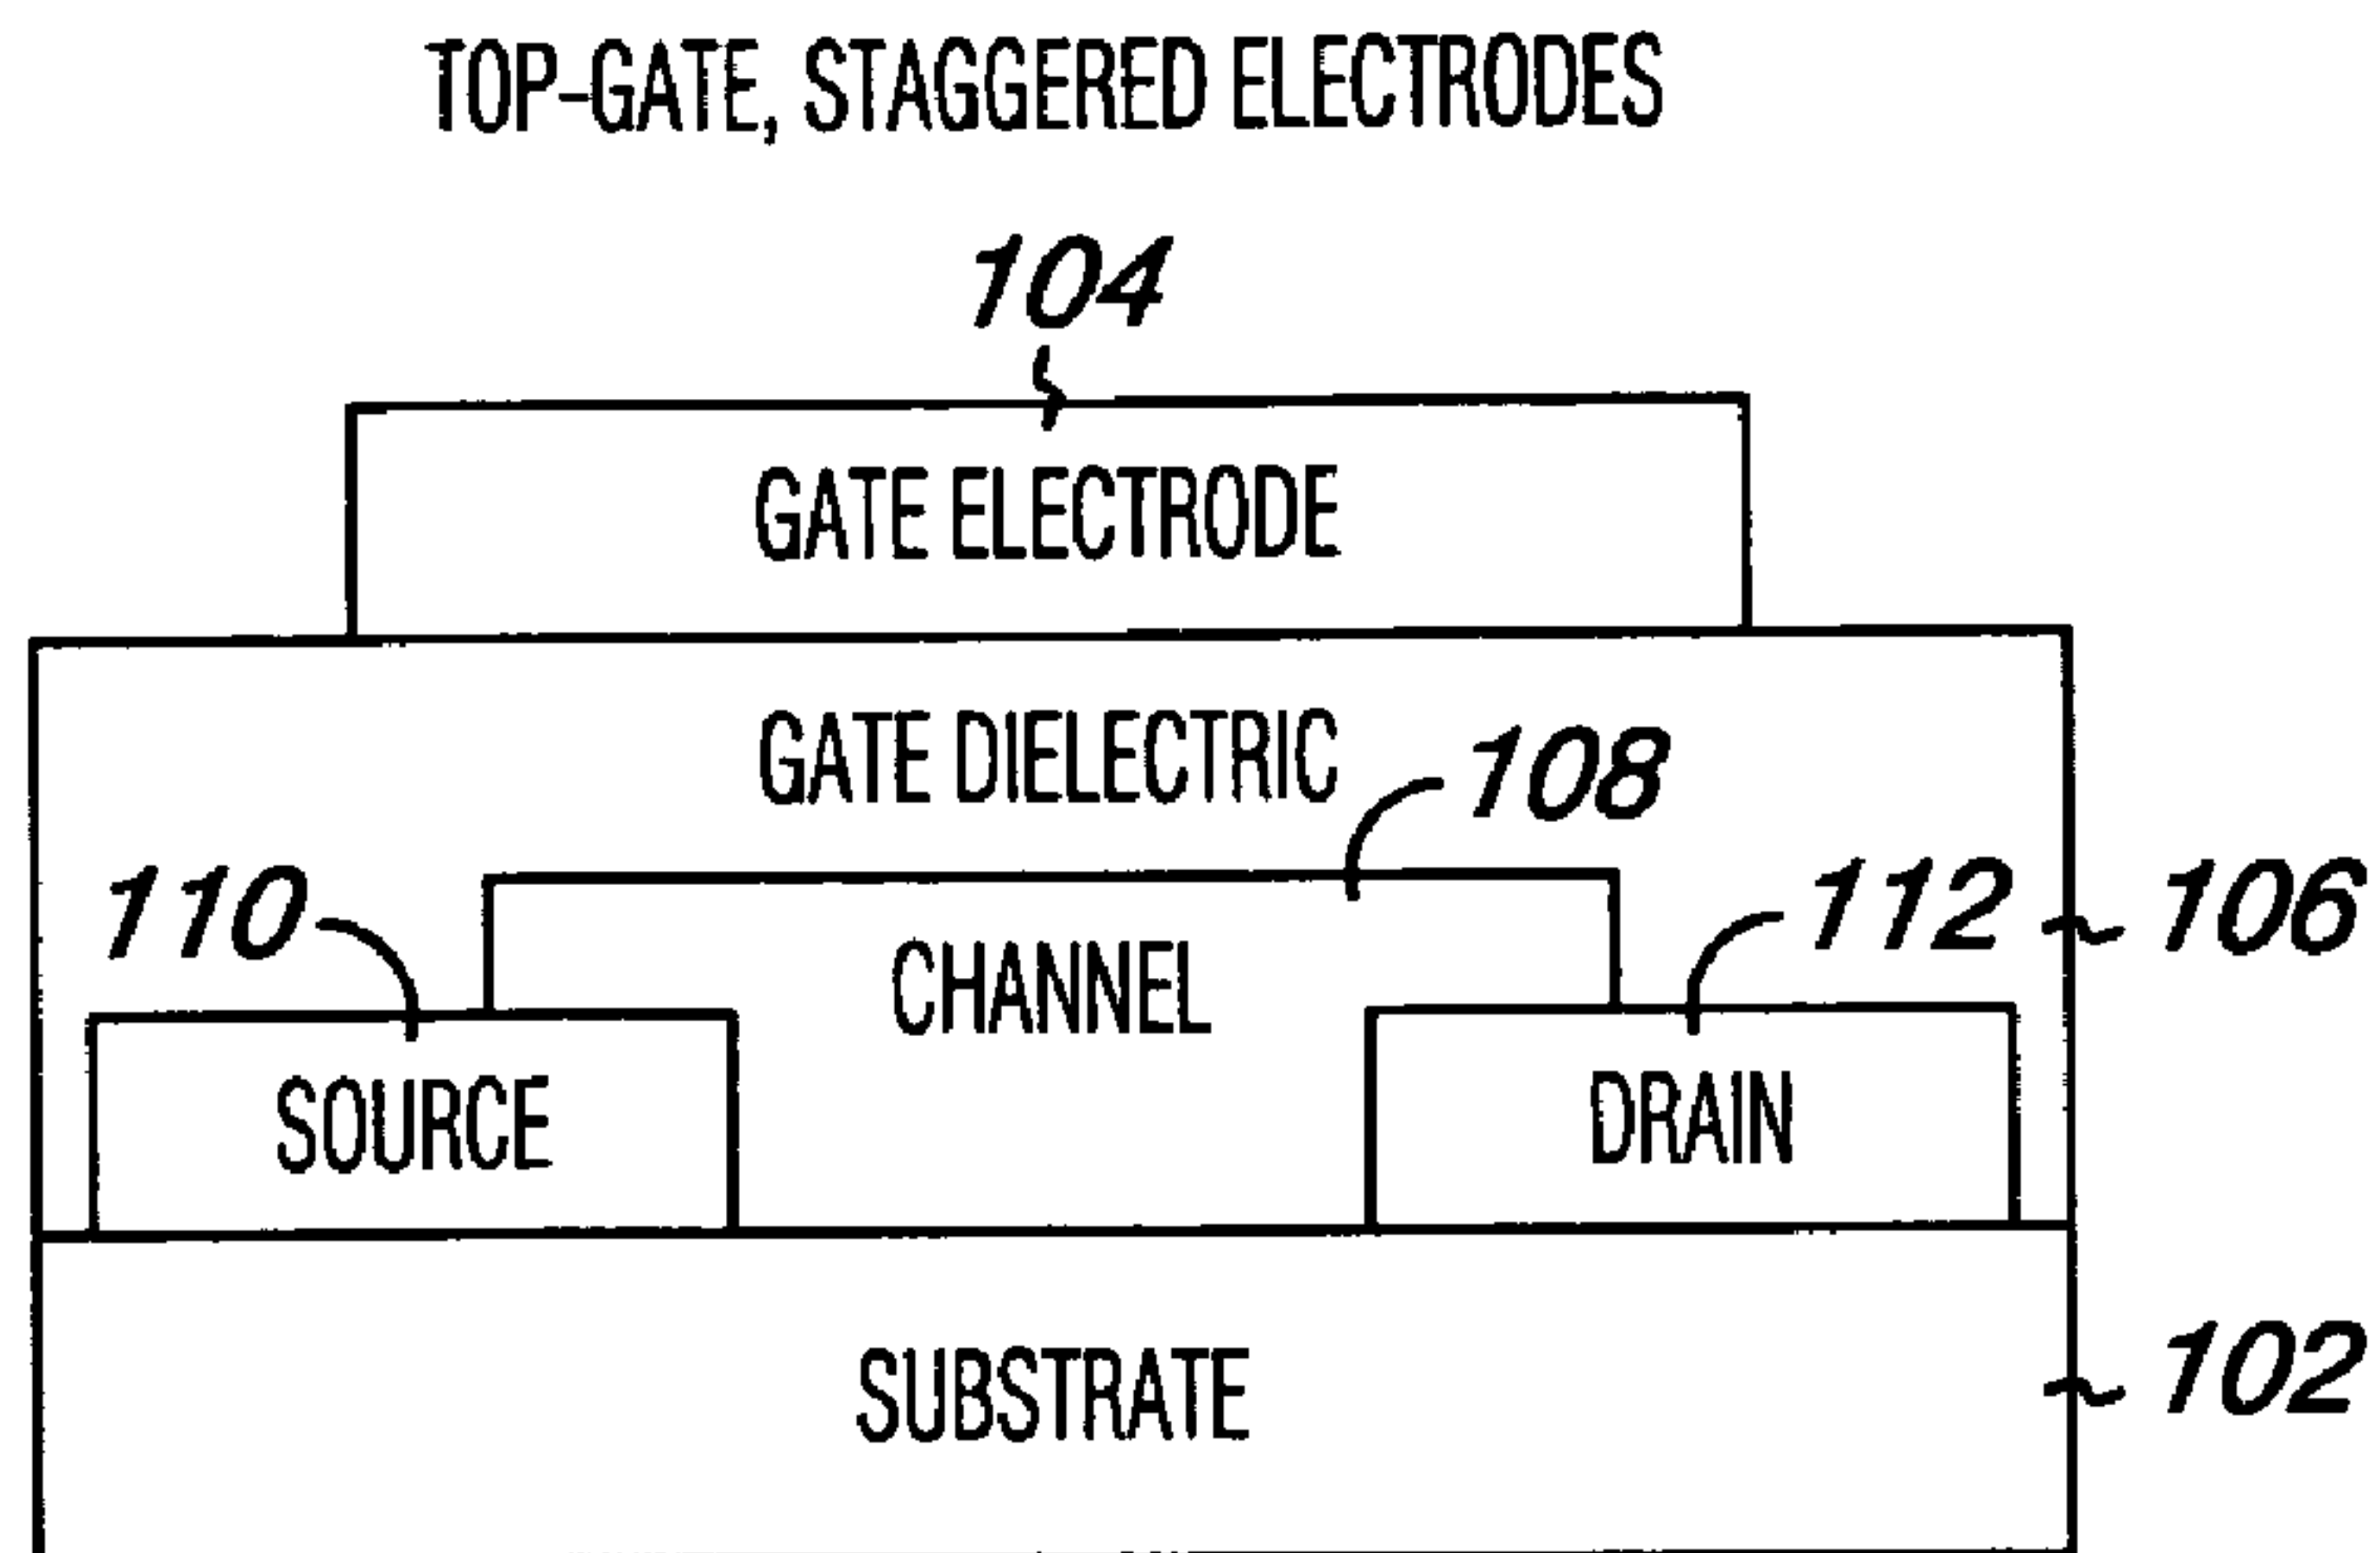 TOP-GATE, STAGGERED ELECTRODES
104
GATE ELECTRODE
GATE DIELECTRIC
108
110
112
106
CHANNEL
SOURCE
DRAIN
SUBSTRATE
102